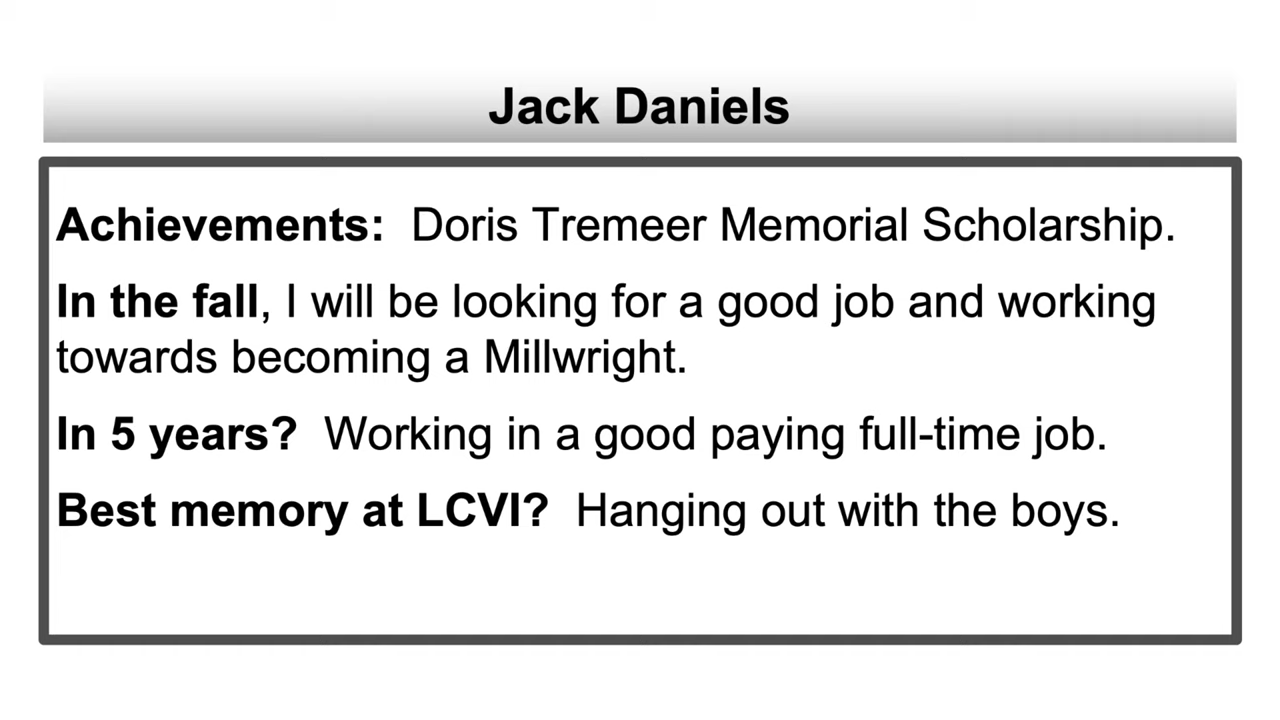 Jack Daniels
Achievements: Doris Tremeer Memorial Scholarship.
In the fall, I will be looking for a good job and working
towards becoming a Millwright.
In 5 years? Working in a good paying full-time job.
Best memory at LCVI? Hanging out with the boys.